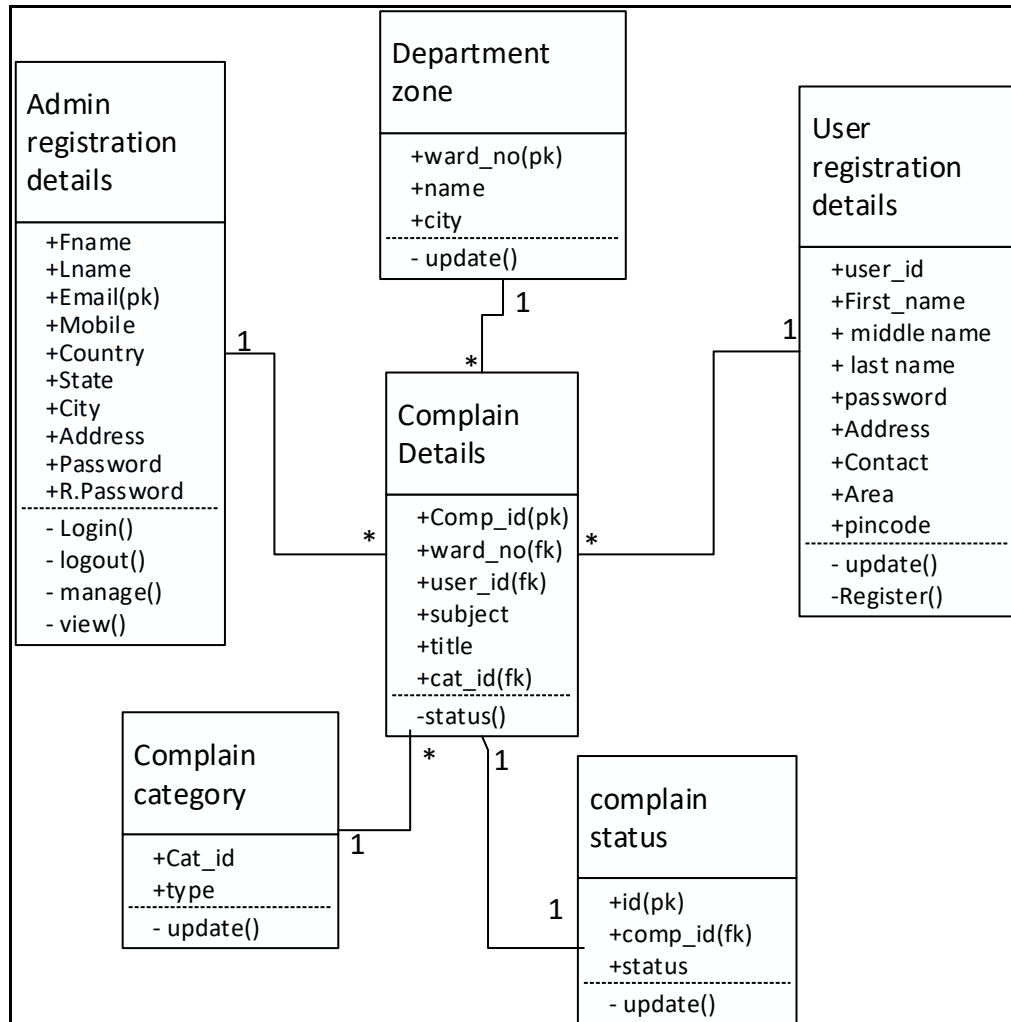 Admin
registration
details
+Fname
+Lname
+Email(pk)
+Mobile
+Country
+State
+City
+Address
+Password
+R.Password
- Login()
- logout()
- manage()
- view()
1
*
Department
zone
+ward_no(pk)
+name
+city
- update()
1
*
User
registration
details
+user_id
+First_name
+ middle name
+ last name
+password
+Address
+Contact
+Area
+pincode
- update()
-Register()
1
*
Complain
Details
+Comp_id(pk)
+ward_no(fk)
+user_id(fk)
+subject
+title
+cat_id(fk)
-status()
*
1
Complain
category
+Cat_id
+type
- update()
1
1
complain
status
+id(pk)
+comp_id(fk)
+status
- update()